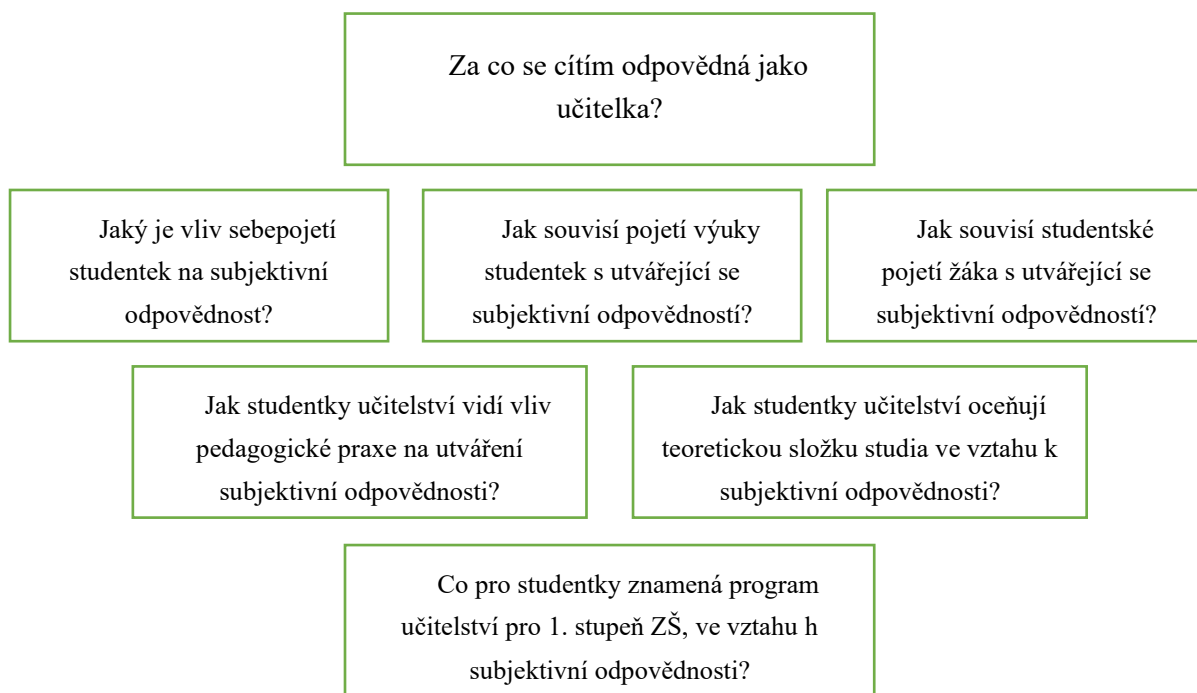 Za co se cítím odpovědná jako
učitelka?
Jaký je vliv sebepojetí
studentek na subjektivní
odpovědnost?
Jak souvisí pojetí výuky
studentek s utvářející se
subjektivní odpovědností?
Jak souvisí studentské
pojetí žáka s utvářející se
subjektivní odpovědností?
Jak studentky učitelství vidí vliv
pedagogické praxe na utváření
subjektivní odpovědnosti?
Jak studentky učitelství oceňují
teoretickou složku studia ve vztahu k
subjektivní odpovědnosti?
Co pro studentky znamená program
učitelství pro 1. stupeň ZŠ, ve vztahu h
subjektivní odpovědnosti?